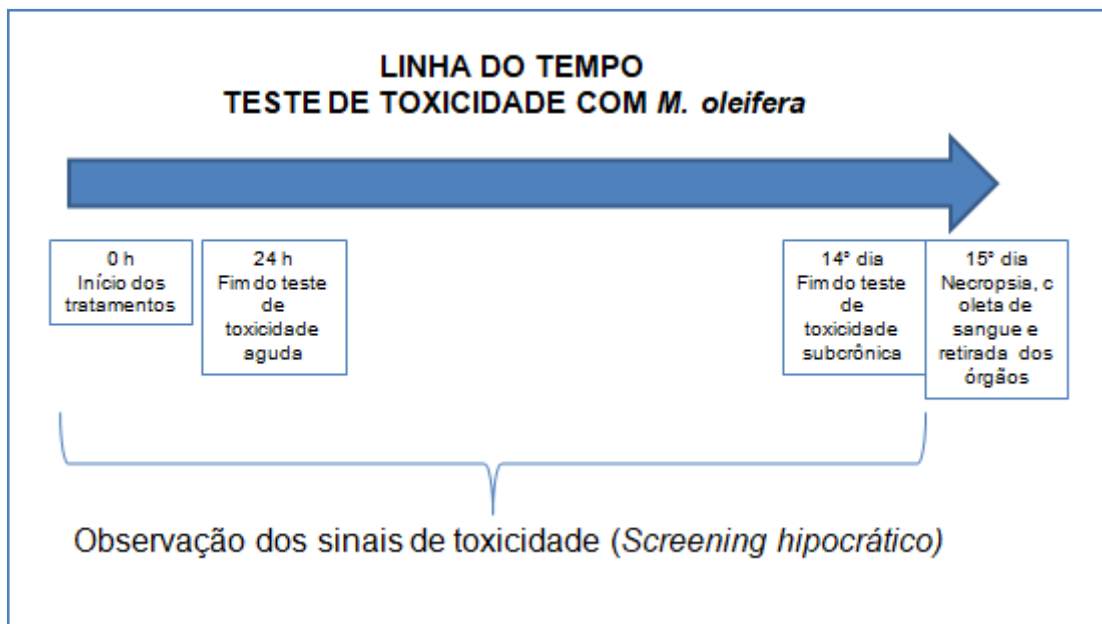 LINHA DO TEMPO
TESTE DE TOXICIDADE COM M. oleifera
0 h
Início dos
tratamentos
24 h
Fim do teste
de
toxicidade
aguda
14° dia
Fim do teste
de
toxicidade
subcrônica
15° dia
Necropsia, c
oleta de
sangue e
retirada dos
órgãos
Observação dos sinais de toxicidade (Screening hipocrático)